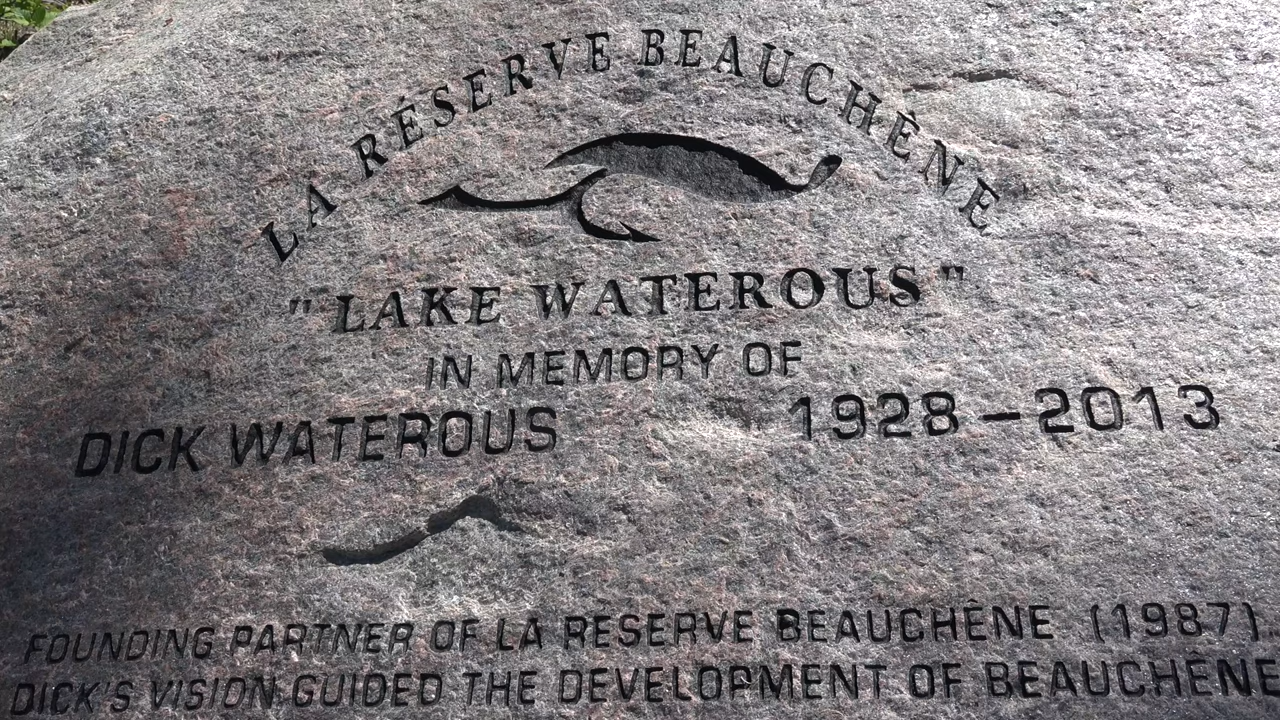 LA RÉSERVE BEAUCHÊNE
"LAKE WATEROUS"
IN MEMORY OF
DICK WATEROUS 1928-2013
FOUNDING PARTNER OF LA RÉSERVE BEAUCHÊNE (1987).
DICK'S VISION GUIDED THE DEVELOPMENT OF BEAUCHÊNE